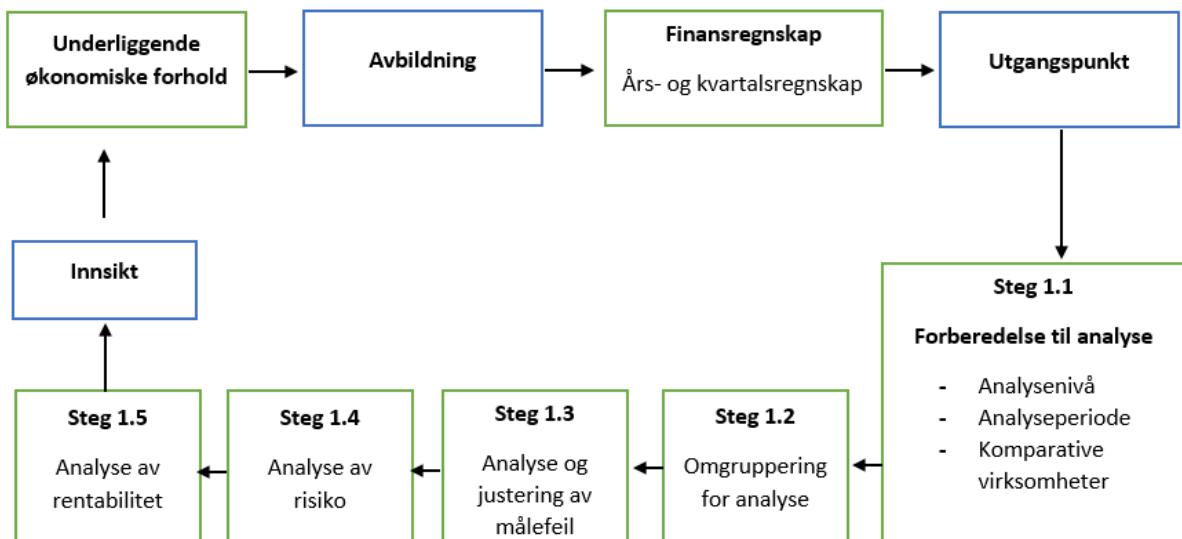 Underliggende
økonomiske forhold
Avbildning
Finansregnskap
Års- og kvartalsregnskap
Utgangspunkt
Innsikt
Steg 1.1
Forberedelse til analyse
- Analysenivå
- Analyseperiode
- Komparative
virksomheter
Steg 1.5
Analyse av
rentabilitet
Steg 1.4
Analyse av
risiko
Steg 1.3
Analyse og
justering av
målefeil
Steg 1.2
Omgruppering
for analyse